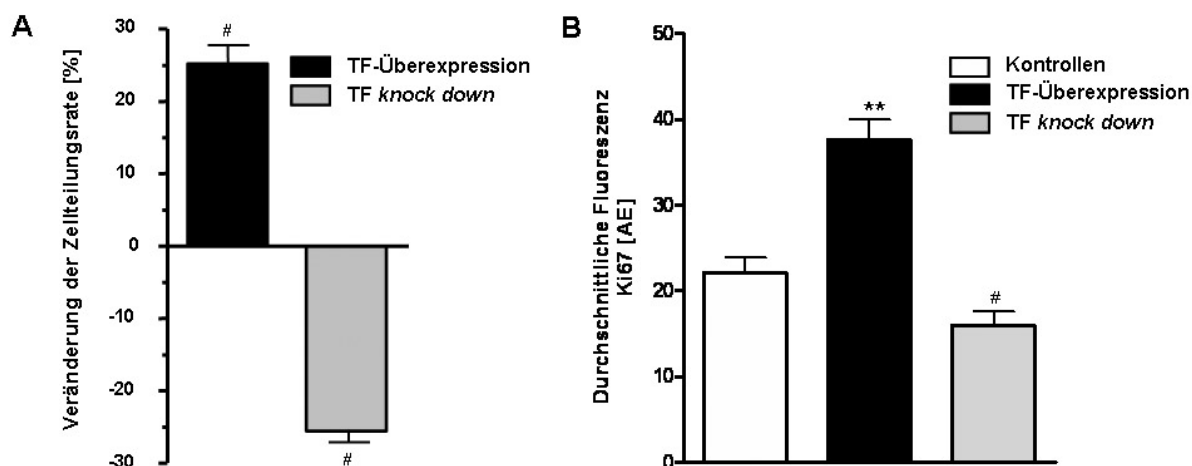 A
Veränderung der Zellteilungsrate [%]
30
20
10
0
-10
-20
-30
#
#
TF-Überexpression
TF knock down
B
Durchschnittliche Fluoreszenz
Ki67 [AE]
50
40
30
20
10
0
**
#
Kontrollen
TF-Überexpression
TF knock down